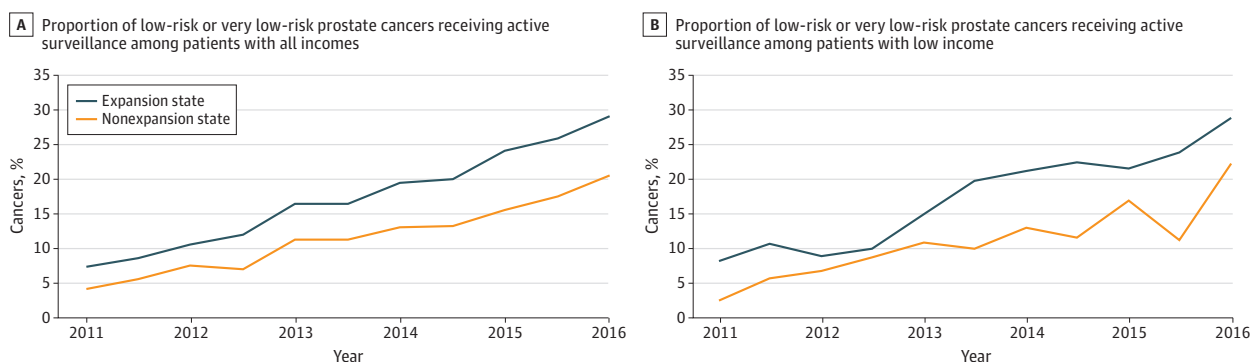 A Proportion of low-risk or very low-risk prostate cancers receiving active
surveillance among patients with all incomes
35
30
25
20
15
10
5
0
Cancers, %
Expansion state
Nonexpansion state
2011 2012 2013 2014 2015 2016
Year
B Proportion of low-risk or very low-risk prostate cancers receiving active
surveillance among patients with low income
35
30
25
20
15
10
5
0
Cancers, %
2011 2012 2013 2014 2015 2016
Year